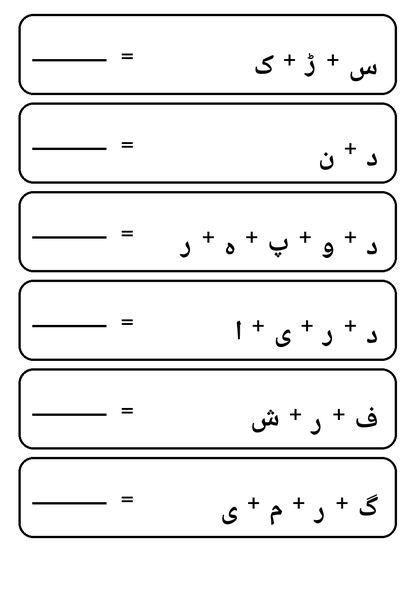 س + ڑ + ک = ______
د + ن = ______
د + و + پ + ہ + ر = ______
د + ر + ی + ا = ______
ف + ر + ش = ______
گ + ر + م + ی = ______